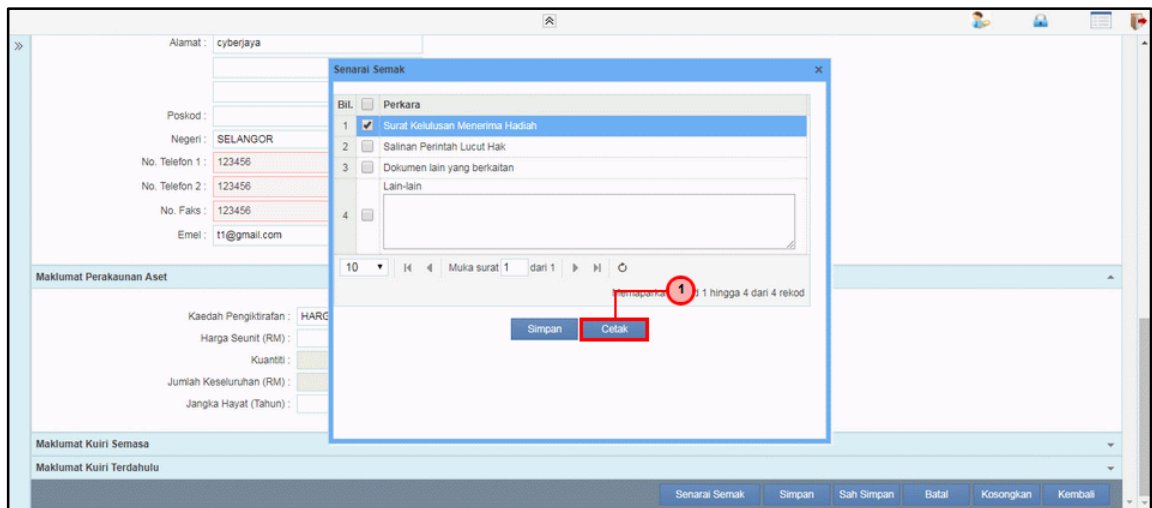 Alamat : cyberjaya
Poskod :
Negeri : SELANGOR
No. Telefon 1 : 123456
No. Telefon 2 : 123456
No. Faks : 123456
Emel : t1@gmail.com
Senarai Semak
Bil. Perkara
1 Surat Kelulusan Menerima Hadiah
2 Salinan Perintah Lucut Hak
3 Dokumen lain yang berkaitan
4 Lain-lain
10 Muka surat 1 dari 1
1 hingga 4 dari 4 rekod
1
Simpan Cetak
Maklumat Perakaunan Aset
Kaedah Pengiktirafan :
Harga Seunit (RM) :
Kuantiti :
Jumlah Keseluruhan (RM) :
Jangka Hayat (Tahun) :
Maklumat Kuiri Semasa
Maklumat Kuiri Terdahulu
Senarai Semak Simpan Sah Simpan Batal Kosongkan Kembali